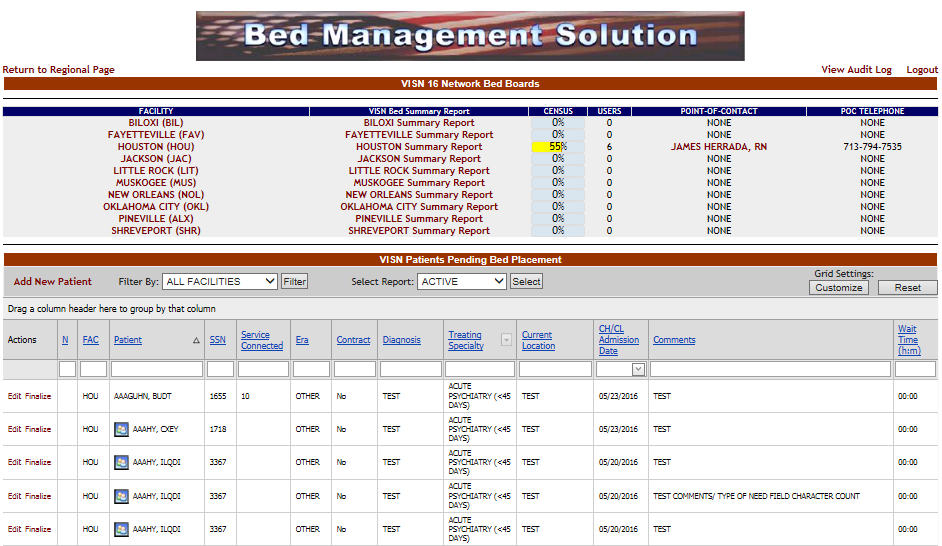 Bed Management Solution
Return to Regional Page View Audit Log Logout
VISN 16 Network Bed Boards
FACILITY VISN Bed Summary Report CENSUS USERS POINT-OF-CONTACT POC TELEPHONE
BILOXI (BIL) BILOXI Summary Report 0% 0 NONE NONE
FAYETTEVILLE (FAV) FAYETTEVILLE Summary Report 0% 0 NONE NONE
HOUSTON (HOU) HOUSTON Summary Report 55% 6 JAMES HERRADA, RN 713-794-7535
JACKSON (JAC) JACKSON Summary Report 0% 0 NONE NONE
LITTLE ROCK (LIT) LITTLE ROCK Summary Report 0% 0 NONE NONE
MUSKOGEE (MUS) MUSKOGEE Summary Report 0% 0 NONE NONE
NEW ORLEANS (NOL) NEW ORLEANS Summary Report 0% 0 NONE NONE
OKLAHOMA CITY (OKL) OKLAHOMA CITY Summary Report 0% 0 NONE NONE
PINEVILLE (ALX) PINEVILLE Summary Report 0% 0 NONE NONE
SHREVEPORT (SHR) SHREVEPORT Summary Report 0% 0 NONE NONE
VISN Patients Pending Bed Placement
Grid Settings:
Add New Patient Filter By: ALL FACILITIES Filter Select Report: ACTIVE Select Customize Reset
Drag a column header here to group by that column
Actions N FAC Patient SSN Service Connected Era Contract Diagnosis Treating Specialty Current Location CH/CL Admission Date Comments Wait Time (h:m)
Edit Finalize HOU AAAGUHN, BUDT 1655 10 OTHER No TEST ACUTE PSYCHIATRY (<45 DAYS) TEST 05/23/2016 TEST 00:00
Edit Finalize HOU AAAHY, CXEY 1718 OTHER No TEST ACUTE PSYCHIATRY (<45 DAYS) TEST 05/23/2016 TEST 00:00
Edit Finalize HOU AAAHY, ILQDI 3367 OTHER No TEST ACUTE PSYCHIATRY (<45 DAYS) TEST 05/20/2016 TEST 00:00
Edit Finalize HOU AAAHY, ILQDI 3367 OTHER No TEST ACUTE PSYCHIATRY (<45 DAYS) TEST 05/20/2016 TEST COMMENTS/ TYPE OF NEED FIELD CHARACTER COUNT 00:00
Edit Finalize HOU AAAHY, ILQDI 3367 OTHER No TEST ACUTE PSYCHIATRY (<45 DAYS) TEST 05/20/2016 TEST 00:00